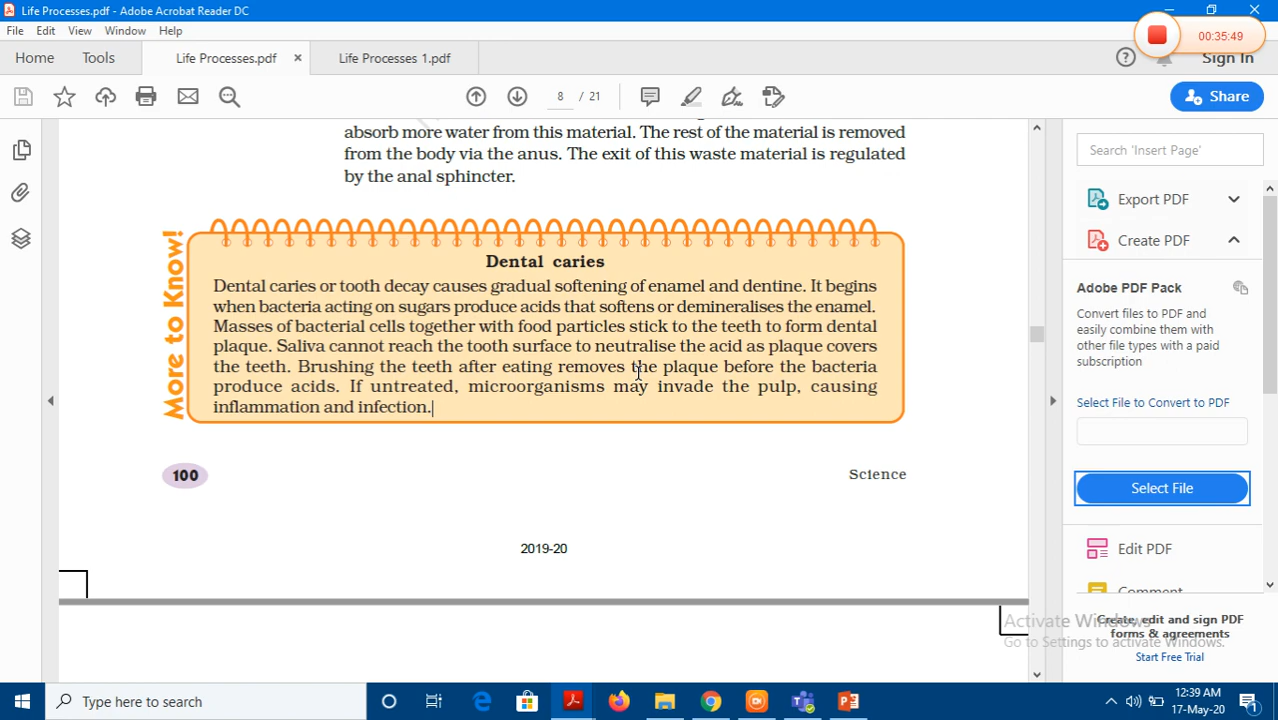 Life Processes.pdf - Adobe Acrobat Reader DC
File Edit View Window Help
00:35:49
Home Tools Life Processes.pdf × Life Processes 1.pdf
Sign In
8 / 21
Share
absorb more water from this material. The rest of the material is removed
from the body via the anus. The exit of this waste material is regulated
by the anal sphincter.
More to Know!
Dental caries
Dental caries or tooth decay causes gradual softening of enamel and dentine. It begins
when bacteria acting on sugars produce acids that softens or demineralises the enamel.
Masses of bacterial cells together with food particles stick to the teeth to form dental
plaque. Saliva cannot reach the tooth surface to neutralise the acid as plaque covers
the teeth. Brushing the teeth after eating removes the plaque before the bacteria
produce acids. If untreated, microorganisms may invade the pulp, causing
inflammation and infection.
100
Science
2019-20
Search 'Insert Page'
Export PDF
Create PDF
Adobe PDF Pack
Convert files to PDF and
easily combine them with
other file types with a paid
subscription
Select File to Convert to PDF
Select File
Edit PDF
Comment
Create, edit and sign PDF
forms & agreements
Start Free Trial
Activate Windows
Go to Settings to activate Windows.
Type here to search
12:39 AM
17-May-20
1